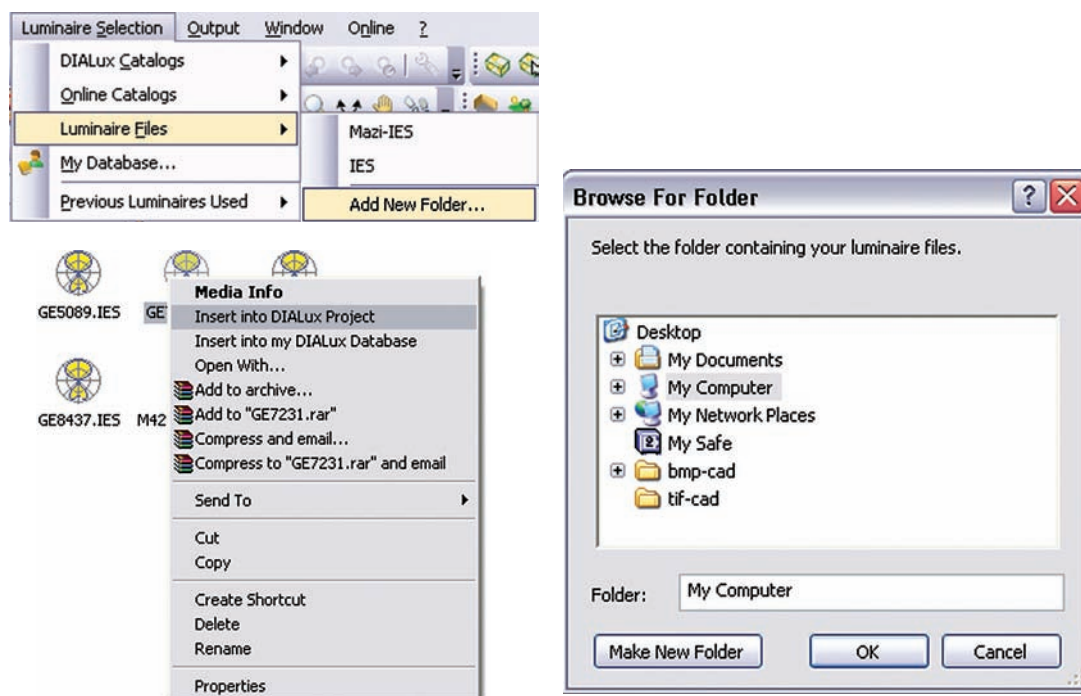 Luminaire Selection Output Window Online ?
DIALux Catalogs
Online Catalogs
Luminaire Files
My Database...
Previous Luminaires Used
Mazi-IES
IES
Add New Folder...
GE5089.IES GE
GE8437.IES M42
Media Info
Insert into DIALux Project
Insert into my DIALux Database
Open With...
Add to archive...
Add to "GE7231.rar"
Compress and email...
Compress to "GE7231.rar" and email
Send To
Cut
Copy
Create Shortcut
Delete
Rename
Properties
Browse For Folder
Select the folder containing your luminaire files.
Desktop
My Documents
My Computer
My Network Places
My Safe
bmp-cad
tif-cad
Folder: My Computer
Make New Folder OK Cancel